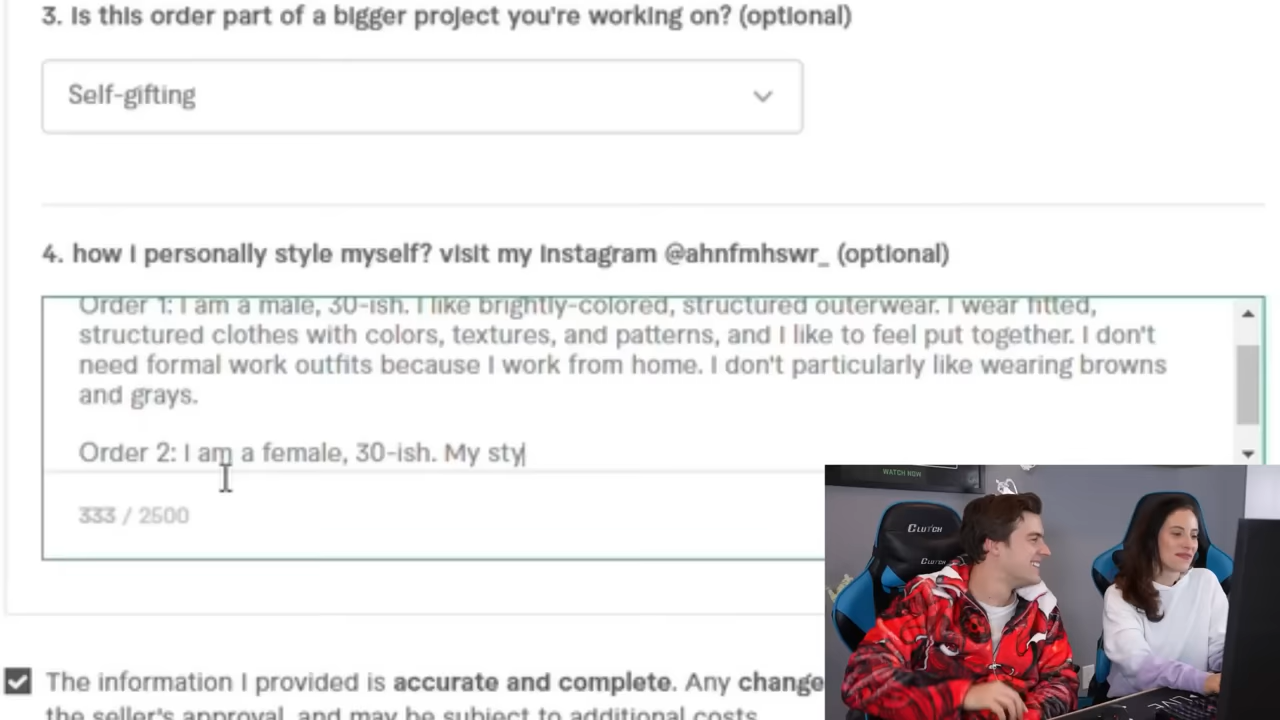 3. Is this order part of a bigger project you're working on? (optional)
Self-gifting
4. how I personally style myself? visit my instagram @ahnfmhswr_ (optional)
Order 1: I am a male, 30-ish. I like brightly-colored, structured outerwear. I wear fitted,
structured clothes with colors, textures, and patterns, and I like to feel put together. I don't
need formal work outfits because I work from home. I don't particularly like wearing browns
and grays.
Order 2: I am a female, 30-ish. My sty
333 / 2500
WATCH NOW
CLUTCH
CLUTCH
The information I provided is accurate and complete. Any change
the seller's approval, and may be subject to additional costs.